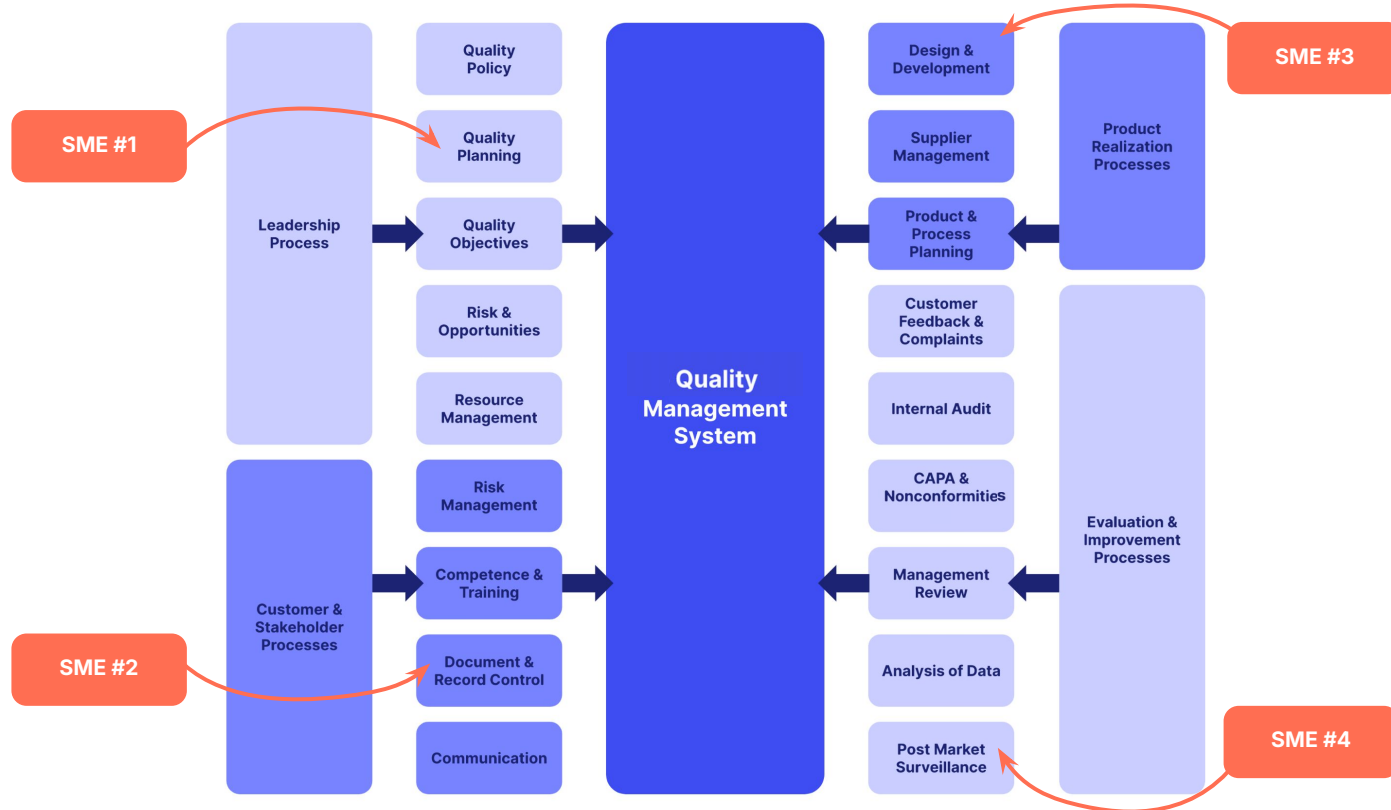 SME #1
SME #2
Leadership
Process
Customer &
Stakeholder
Processes
Quality
Policy
Quality
Planning
Quality
Objectives
Risk &
Opportunities
Resource
Management
Risk
Management
Competence &
Training
Document &
Record Control
Communication
Quality
Management
System
Design &
Development
Supplier
Management
Product &
Process
Planning
Customer
Feedback &
Complaints
Internal Audit
CAPA &
Nonconformities
Management
Review
Analysis of Data
Post Market
Surveillance
Product
Realization
Processes
Evaluation &
Improvement
Processes
SME #3
SME #4